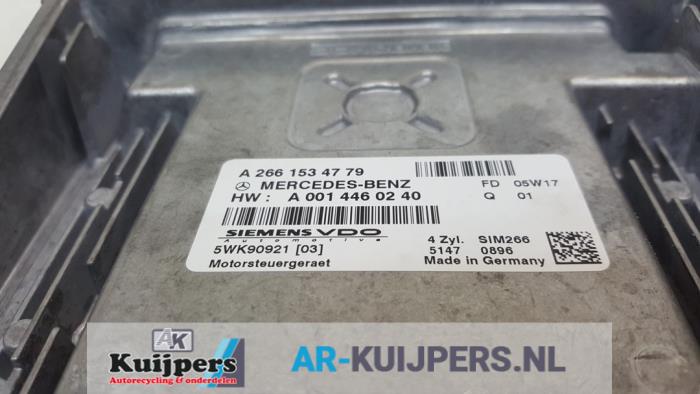 A 266 153 47 79
MERCEDES-BENZ FD 05W17
HW : A 001 446 02 40 Q 01
SIEMENS VDO
Automotive
4 Zyl. SIM266
5WK90921 [03] 5147 0896
Motorsteuergeraet Made in Germany
AK
Kuijpers
Autorecycling & onderdelen
AR-KUIJPERS.NL